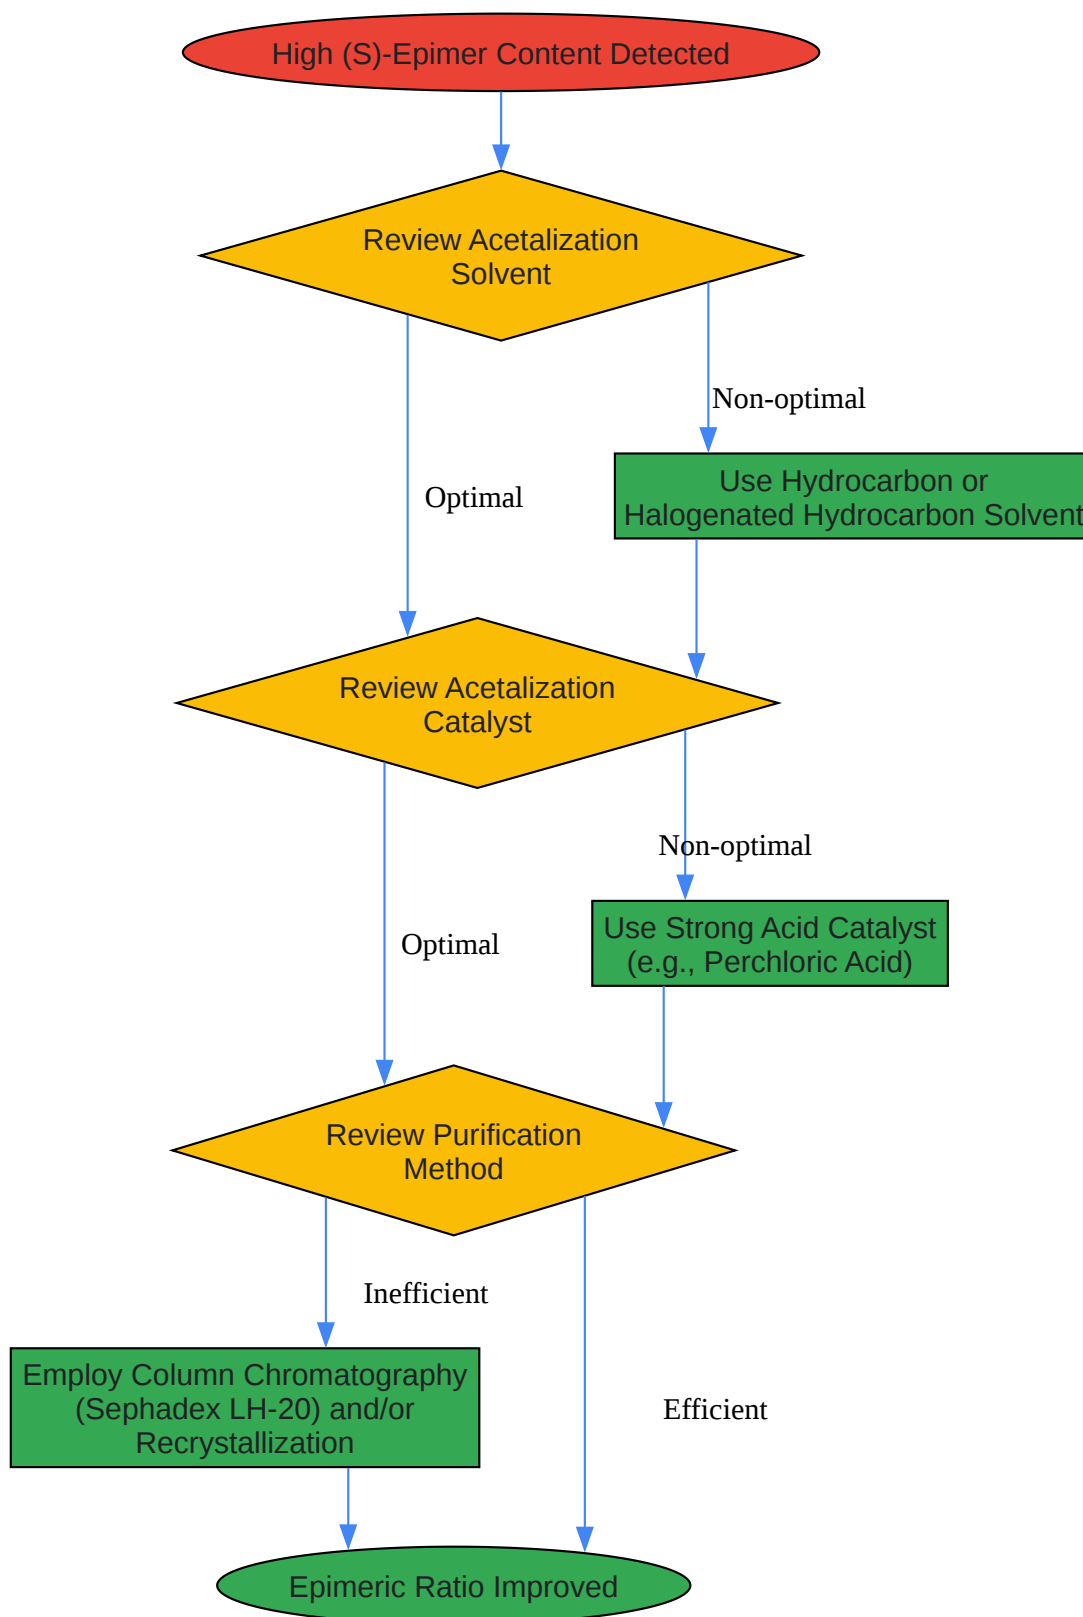 High (S)-Epimer Content Detected
Review Acetalization
Solvent
Non-optimal
Use Hydrocarbon or
Halogenated Hydrocarbon Solvent
Optimal
Review Acetalization
Catalyst
Non-optimal
Use Strong Acid Catalyst
(e.g., Perchloric Acid)
Optimal
Review Purification
Method
Inefficient
Employ Column Chromatography
(Sephadex LH-20) and/or
Recrystallization
Efficient
Epimeric Ratio Improved